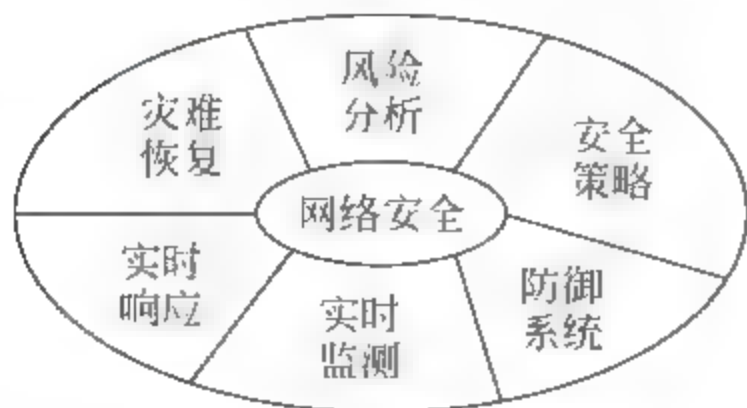 风险
分析
安全
策略
防御
系统
实时
监测
实时
响应
灾难
恢复
网络安全